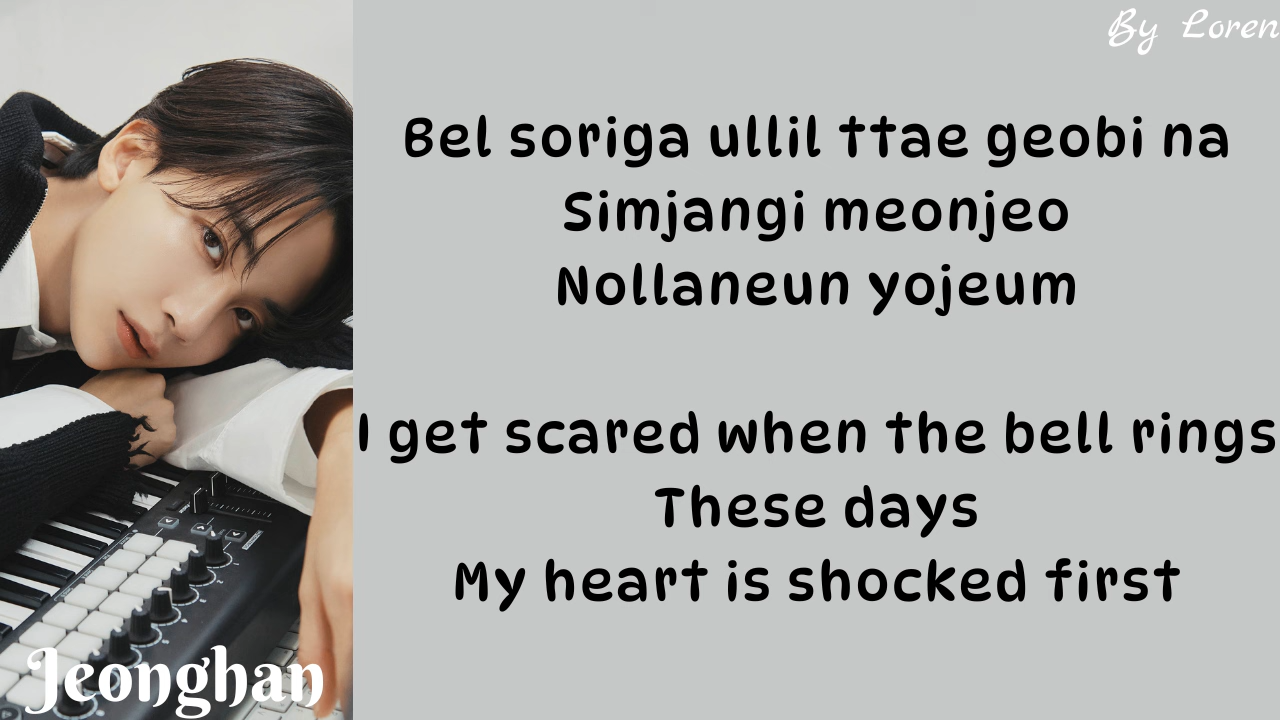 By Loren
Bel soriga ullil ttae geobi na
Simjangi meonjeo
Nollaneun yojeum
I get scared when the bell rings
These days
My heart is shocked first
Jeonghan